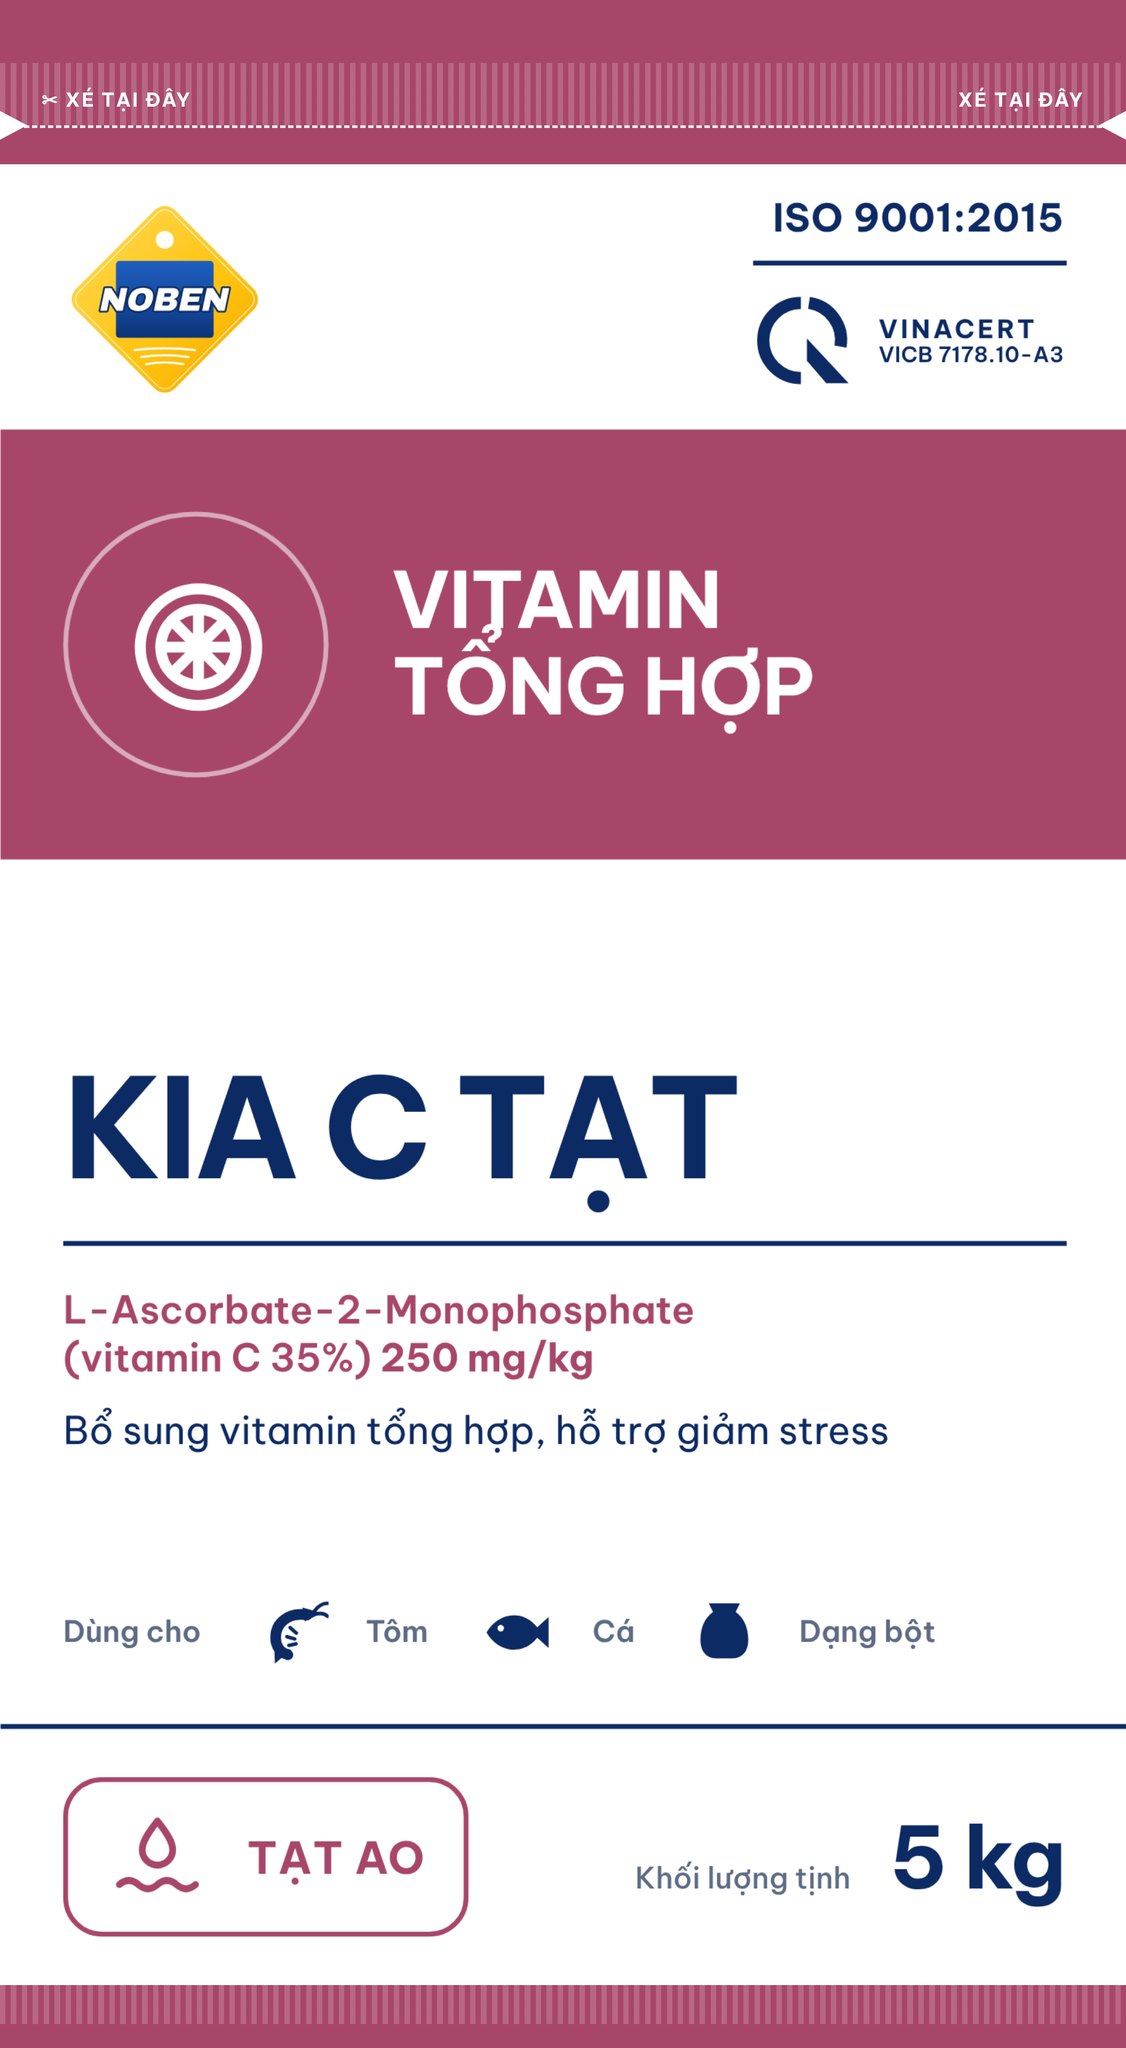 ✂ XÉ TẠI ĐÂY
XÉ TẠI ĐÂY
NOBEN
ISO 9001:2015
VINACERT
VICB 7178.10-A3
VITAMIN
TỔNG HỢP
KIA C TẠT
L-Ascorbate-2-Monophosphate
(vitamin C 35%) 250 mg/kg
Bổ sung vitamin tổng hợp, hỗ trợ giảm stress
Dùng cho Tôm Cá Dạng bột
TẠT AO
Khối lượng tịnh 5 kg